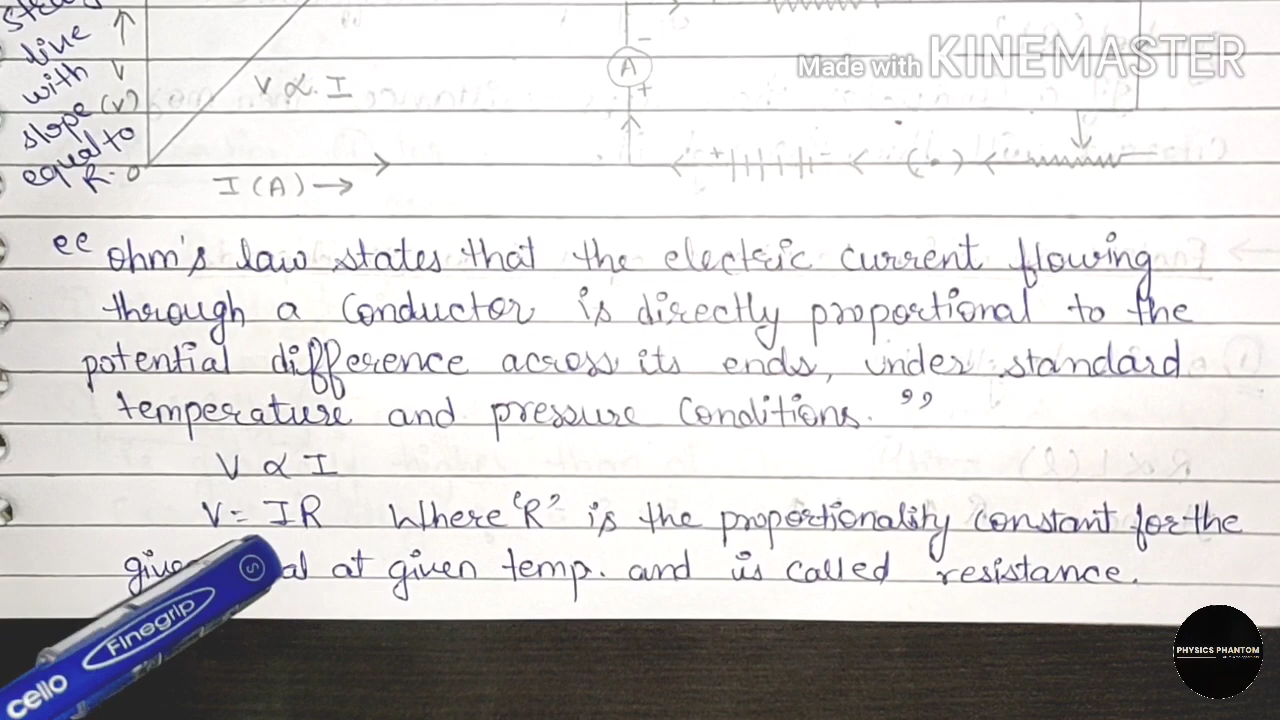 line
with
slope (V)
equal to
R.
V ∝ I
I (A) →
A
Made with KINEMASTER
“ ohm's law states that the electric current flowing
through a conductor is directly proportional to the
potential difference across its ends, under standard
temperature and pressure conditions. ”
V ∝ I
V = IR Where ‘R’ is the proportionality constant for the
at given temp. and is called resistance.
Finegrip
cello
PHYSICS PHANTOM